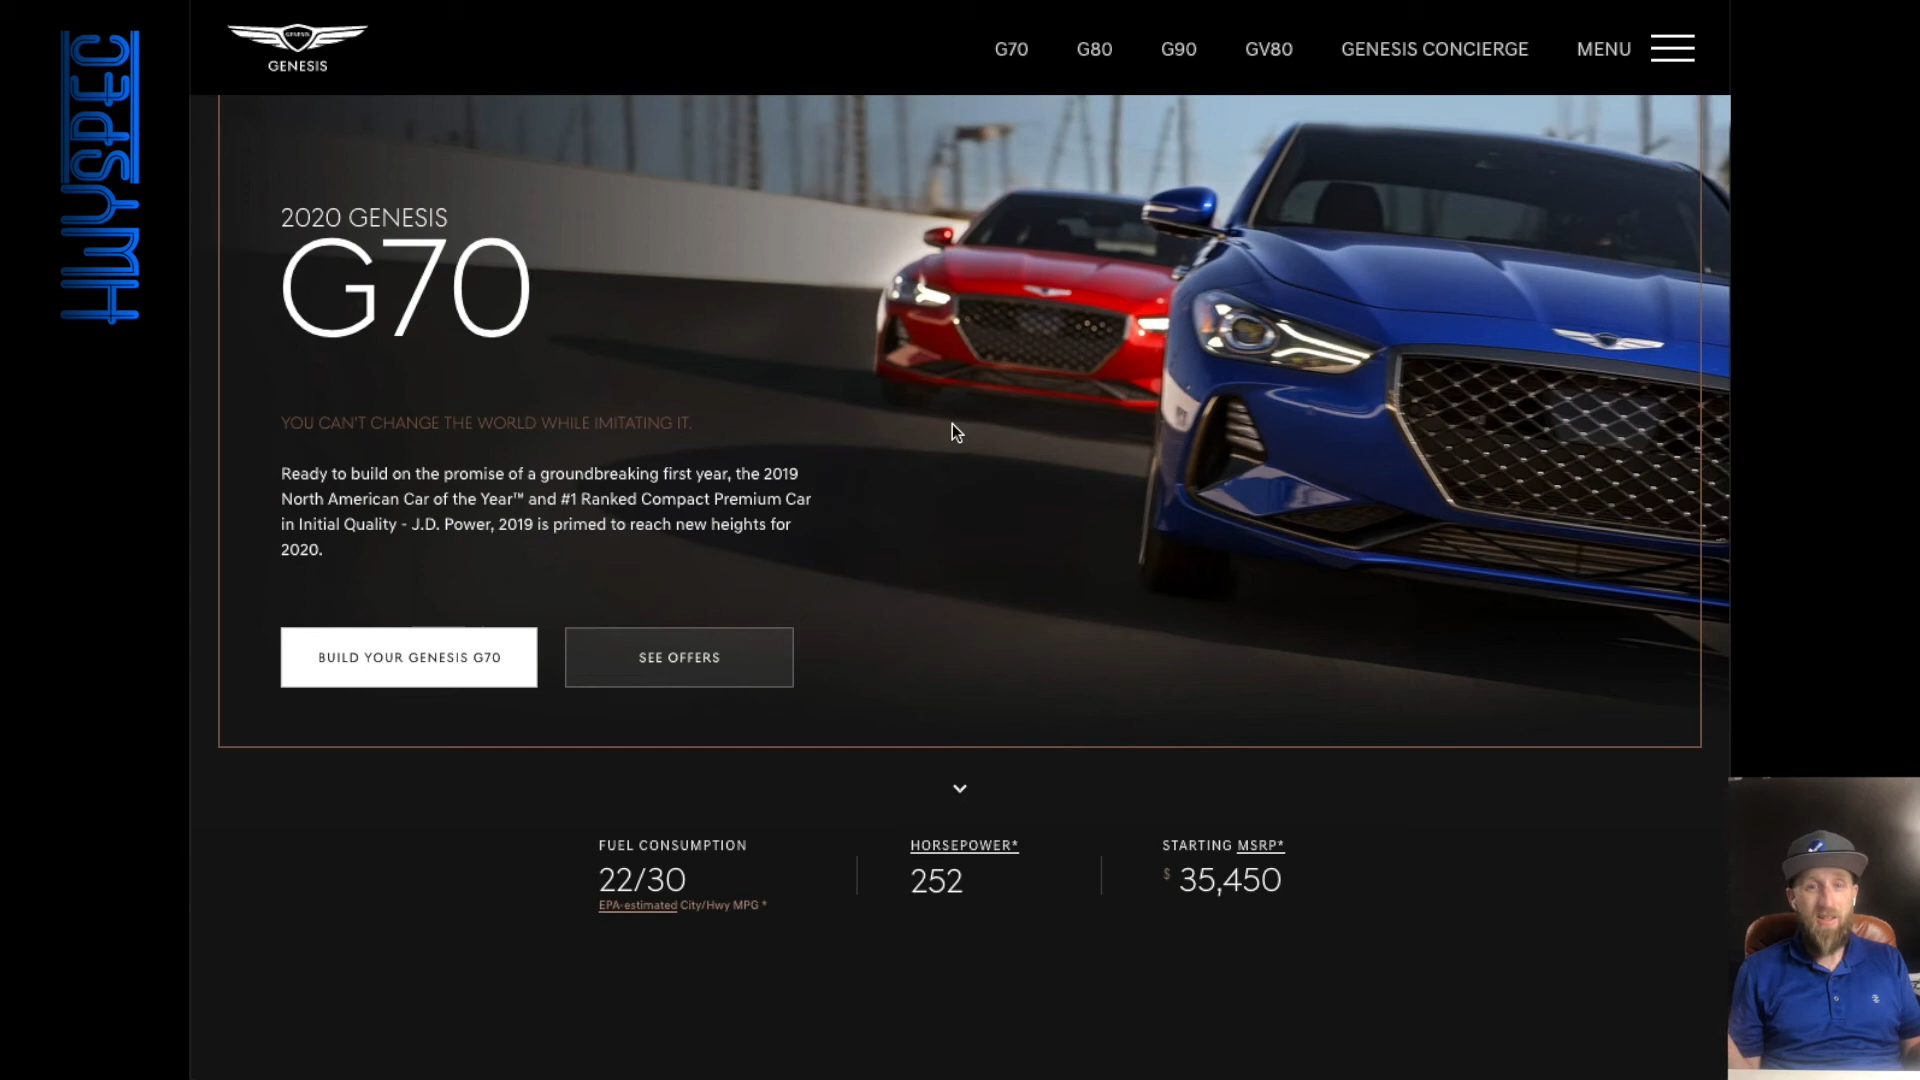 HWYSPEC
GENESIS
GENESIS
G70 G80 G90 GV80 GENESIS CONCIERGE MENU
2020 GENESIS
G70
YOU CAN'T CHANGE THE WORLD WHILE IMITATING IT.
Ready to build on the promise of a groundbreaking first year, the 2019
North American Car of the Year™ and #1 Ranked Compact Premium Car
in Initial Quality - J.D. Power, 2019 is primed to reach new heights for
2020.
BUILD YOUR GENESIS G70
SEE OFFERS
FUEL CONSUMPTION
22/30
EPA-estimated City/Hwy MPG *
HORSEPOWER*
252
STARTING MSRP*
$ 35,450